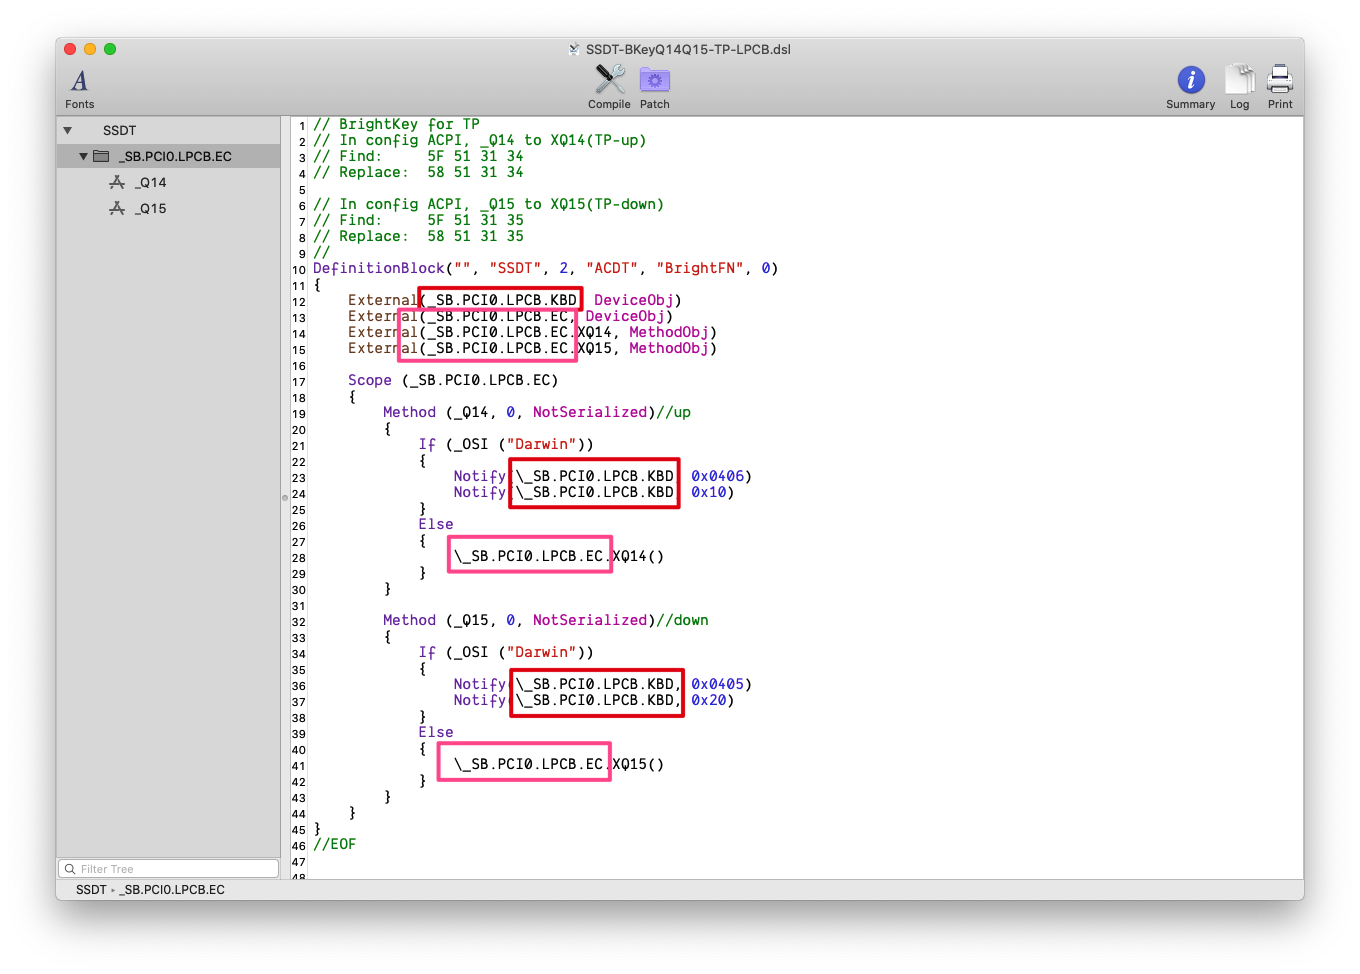 SSDT-BKeyQ14Q15-TP-LPCB.dsl
Fonts
Compile Patch
Summary Log Print
SSDT
_SB.PCI0.LPCB.EC
_Q14
_Q15
1 // BrightKey for TP
2 // In config ACPI, _Q14 to XQ14(TP-up)
3 // Find:     5F 51 31 34
4 // Replace:  58 51 31 34
5
6 // In config ACPI, _Q15 to XQ15(TP-down)
7 // Find:     5F 51 31 35
8 // Replace:  58 51 31 35
9 //
10 DefinitionBlock("", "SSDT", 2, "ACDT", "BrightFN", 0)
11 {
12     External(_SB.PCI0.LPCB.KBD, DeviceObj)
13     External(_SB.PCI0.LPCB.EC, DeviceObj)
14     External(_SB.PCI0.LPCB.EC.XQ14, MethodObj)
15     External(_SB.PCI0.LPCB.EC.XQ15, MethodObj)
16
17     Scope (_SB.PCI0.LPCB.EC)
18     {
19         Method (_Q14, 0, NotSerialized)//up
20         {
21             If (_OSI ("Darwin"))
22             {
23                 Notify(\_SB.PCI0.LPCB.KBD, 0x0406)
24                 Notify(\_SB.PCI0.LPCB.KBD, 0x10)
25             }
26             Else
27             {
28                 \_SB.PCI0.LPCB.EC.XQ14()
29             }
30         }
31
32         Method (_Q15, 0, NotSerialized)//down
33         {
34             If (_OSI ("Darwin"))
35             {
36                 Notify(\_SB.PCI0.LPCB.KBD, 0x0405)
37                 Notify(\_SB.PCI0.LPCB.KBD, 0x20)
38             }
39             Else
40             {
41                 \_SB.PCI0.LPCB.EC.XQ15()
42             }
43         }
44     }
45 }
46 //EOF
47
48
Filter Tree
SSDT ▸ _SB.PCI0.LPCB.EC